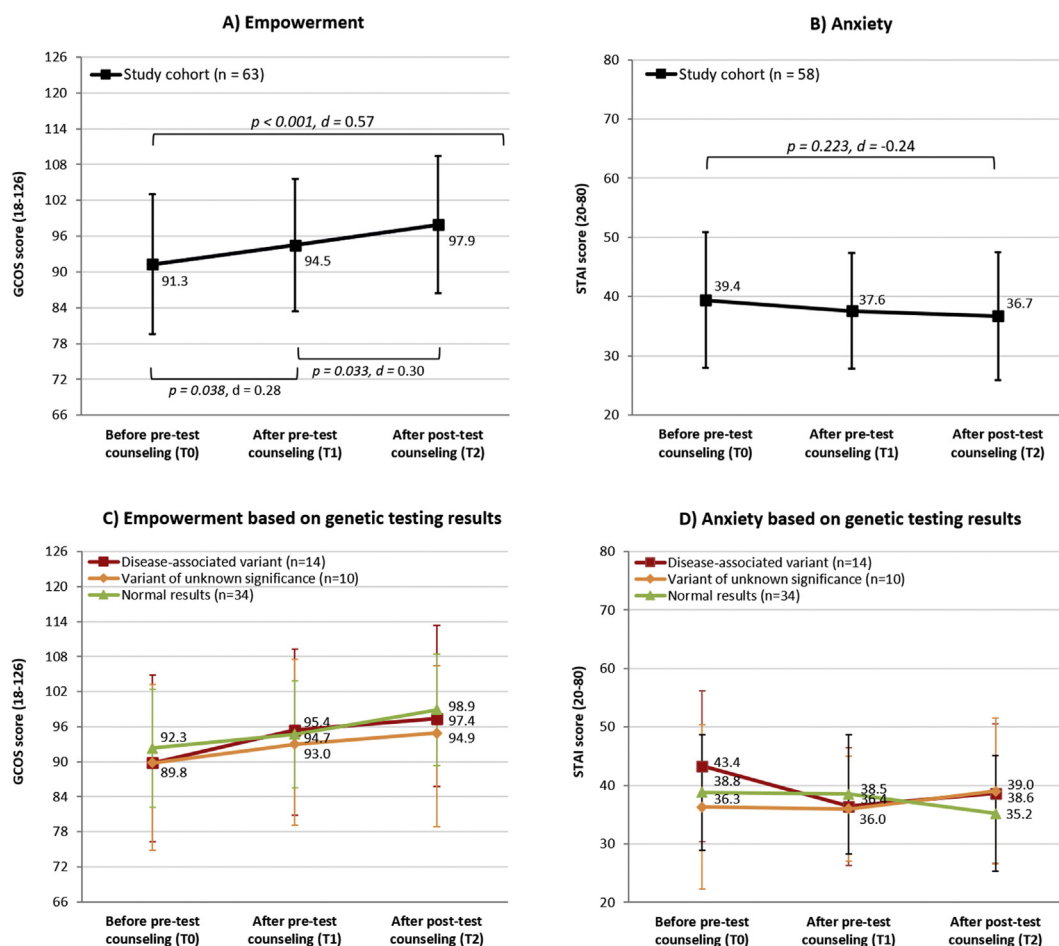 A) Empowerment
GCOS score (18-126)
126
120
114
108
102
96
90
84
78
72
66
Study cohort (n = 63)
p < 0.001, d = 0.57
91.3
94.5
97.9
p = 0.038, d = 0.28
p = 0.033, d = 0.30
Before pre-test
counseling (T0)
After pre-test
counseling (T1)
After post-test
counseling (T2)
B) Anxiety
STAI score (20-80)
80
70
60
50
40
30
20
Study cohort (n = 58)
p = 0.223, d = -0.24
39.4
37.6
36.7
Before pre-test
counseling (T0)
After pre-test
counseling (T1)
After post-test
counseling (T2)
C) Empowerment based on genetic testing results
GCOS score (18-126)
126
120
114
108
102
96
90
84
78
72
66
Disease-associated variant (n=14)
Variant of unknown significance (n=10)
Normal results (n=34)
92.3
89.8
95.4
94.7
93.0
98.9
97.4
94.9
Before pre-test
counseling (T0)
After pre-test
counseling (T1)
After post-test
counseling (T2)
D) Anxiety based on genetic testing results
STAI score (20-80)
80
70
60
50
40
30
20
Disease-associated variant (n=14)
Variant of unknown significance (n=10)
Normal results (n=34)
43.4
38.8
36.3
38.5
36.4
36.0
39.0
38.6
35.2
Before pre-test
counseling (T0)
After pre-test
counseling (T1)
After post-test
counseling (T2)